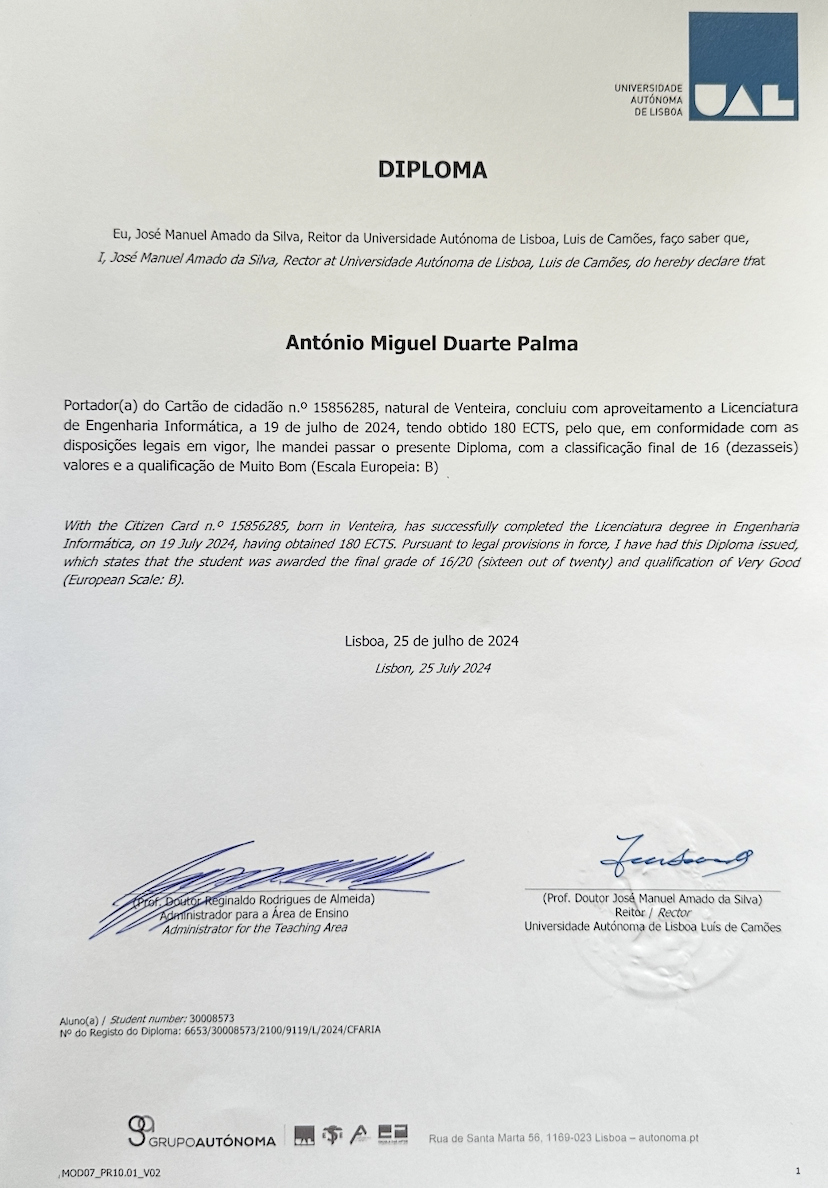 UNIVERSIDADE
AUTÓNOMA
DE LISBOA
UAL
DIPLOMA
Eu, José Manuel Amado da Silva, Reitor da Universidade Autónoma de Lisboa, Luis de Camões, faço saber que,
I, José Manuel Amado da Silva, Rector at Universidade Autónoma de Lisboa, Luis de Camões, do hereby declare that
António Miguel Duarte Palma
Portador(a) do Cartão de cidadão n.º 15856285, natural de Venteira, concluiu com aproveitamento a Licenciatura
de Engenharia Informática, a 19 de julho de 2024, tendo obtido 180 ECTS, pelo que, em conformidade com as
disposições legais em vigor, lhe mandei passar o presente Diploma, com a classificação final de 16 (dezasseis)
valores e a qualificação de Muito Bom (Escala Europeia: B)
With the Citizen Card n.º 15856285, born in Venteira, has successfully completed the Licenciatura degree in Engenharia
Informática, on 19 July 2024, having obtained 180 ECTS. Pursuant to legal provisions in force, I have had this Diploma issued,
which states that the student was awarded the final grade of 16/20 (sixteen out of twenty) and qualification of Very Good
(European Scale: B).
Lisboa, 25 de julho de 2024
Lisbon, 25 July 2024
(Prof. Doutor Reginaldo Rodrigues de Almeida)
Administrador para a Área de Ensino
Administrator for the Teaching Area
(Prof. Doutor José Manuel Amado da Silva)
Reitor / Rector
Universidade Autónoma de Lisboa Luís de Camões
Aluno(a) / Student number: 30008573
Nº do Registo do Diploma: 6653/30008573/2100/9119/L/2024/CFARIA
GRUPOAUTÓNOMA
Rua de Santa Marta 56, 1169-023 Lisboa – autonoma.pt
MOD07_PR10.01_V02
1